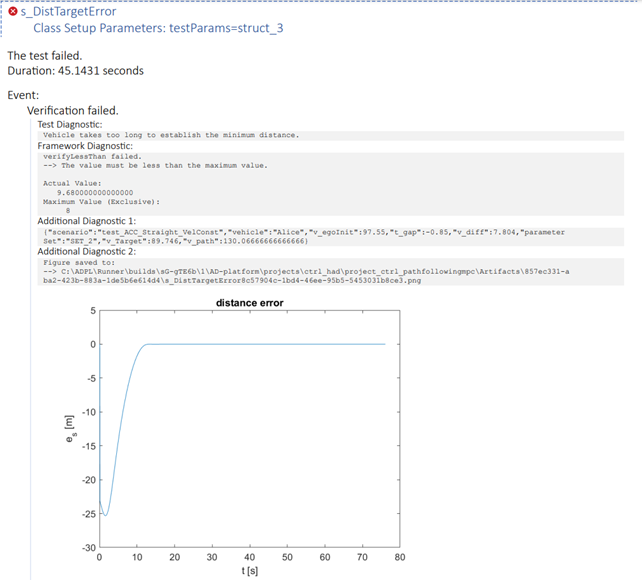 s_DistTargetError
Class Setup Parameters: testParams=struct_3
The test failed.
Duration: 45.1431 seconds
Event:
Verification failed.
Test Diagnostic:
Vehicle takes too long to establish the minimum distance.
Framework Diagnostic:
verifyLessThan failed.
--> The value must be less than the maximum value.
Actual Value:
9.680000000000000
Maximum Value (Exclusive):
8
Additional Diagnostic 1:
{"scenario":"test_ACC_Straight_VelConst","vehicle":"Alice","v_egoInit":97.55,"t_gap":-0.85,"v_diff":7.804,"parameter
Set":"SET_2","v_Target":89.746,"v_path":130.06666666666666}
Additional Diagnostic 2:
Figure saved to:
--> C:\ADPL\Runner\builds\sG-gTE6b\1\AD-platform\projects\ctrl_had\project_ctrl_pathfollowingmpc\Artifacts\857ec331-a
ba2-423b-883a-1de5b6e614d4\s_DistTargetError8c57904c-1bd4-46ee-95b5-5453031b8ce3.png
distance error
5
0
-5
-10
-15
-20
-25
-30
e_s [m]
0 10 20 30 40 50 60 70 80
t [s]